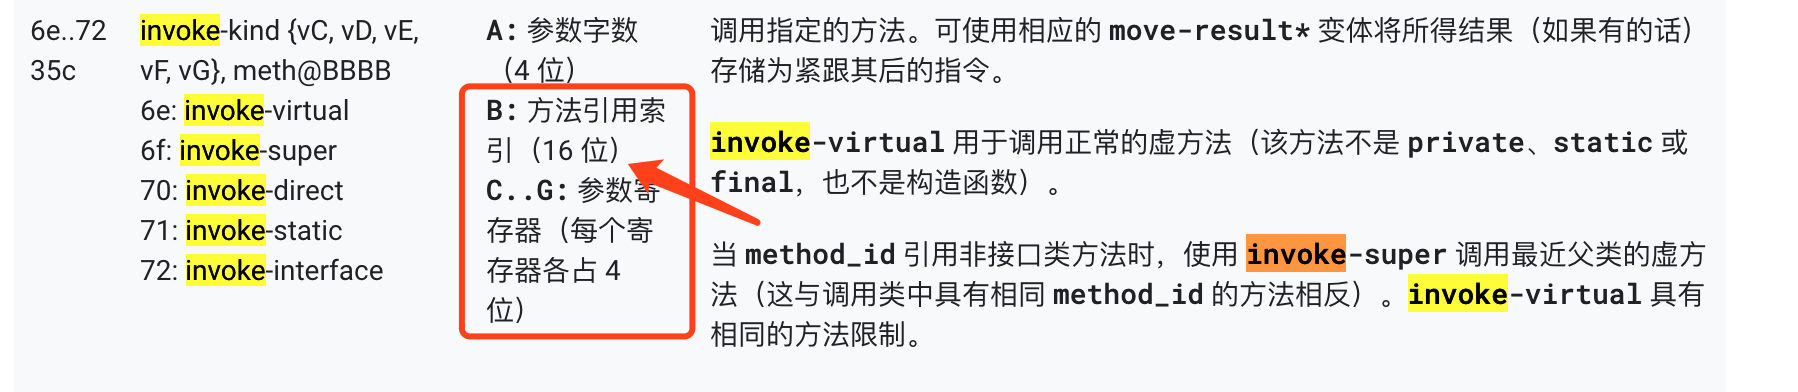 6e..72
35c
invoke-kind {vC, vD, vE,
vF, vG}, meth@BBBB
6e: invoke-virtual
6f: invoke-super
70: invoke-direct
71: invoke-static
72: invoke-interface
A: 参数字数
（4 位）
B: 方法引用索
引（16 位）
C..G: 参数寄
存器（每个寄
存器各占 4
位）
调用指定的方法。可使用相应的 move-result* 变体将所得结果（如果有的话）
存储为紧跟其后的指令。
invoke-virtual 用于调用正常的虚方法（该方法不是 private、static 或
final，也不是构造函数）。
当 method_id 引用非接口类方法时，使用 invoke-super 调用最近父类的虚方
法（这与调用类中具有相同 method_id 的方法相反）。invoke-virtual 具有
相同的方法限制。